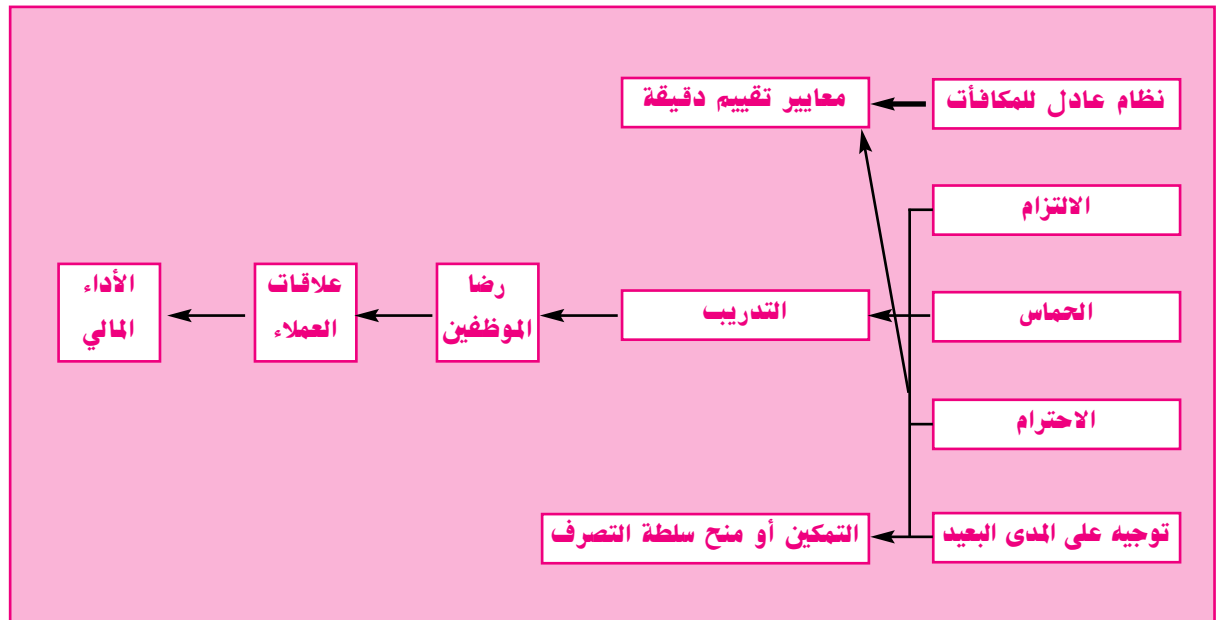 نظام عادل للمكافأت
معايير تقييم دقيقة
الالتزام
الحماس
التدريب
رضا
الموظفين
علاقات
العملاء
الأداء
المالي
الاحترام
توجيه على المدى البعيد
التمكين أو منح سلطة التصرف